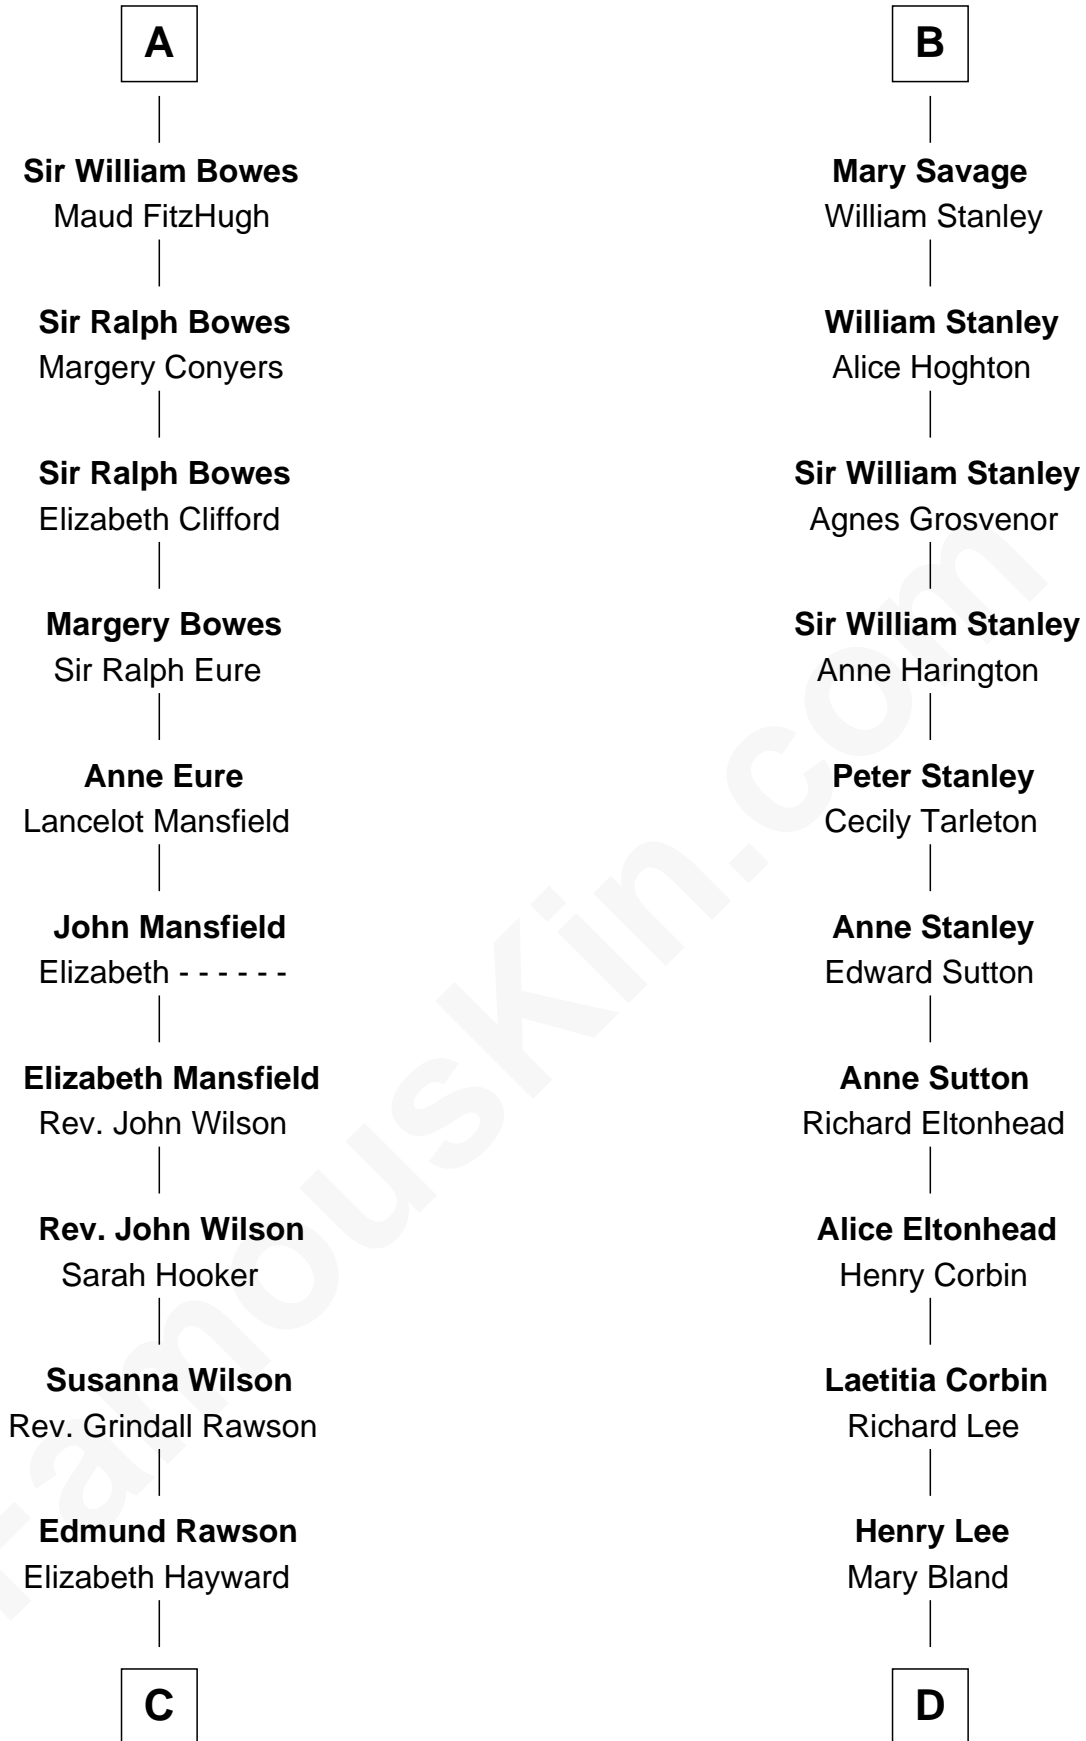 A
Sir William Bowes
Maud FitzHugh
Sir Ralph Bowes
Margery Conyers
Sir Ralph Bowes
Elizabeth Clifford
Margery Bowes
Sir Ralph Eure
Anne Eure
Lancelot Mansfield
John Mansfield
Elizabeth - - - - - -
Elizabeth Mansfield
Rev. John Wilson
Rev. John Wilson
Sarah Hooker
Susanna Wilson
Rev. Grindall Rawson
Edmund Rawson
Elizabeth Hayward
C
B
Mary Savage
William Stanley
William Stanley
Alice Hoghton
Sir William Stanley
Agnes Grosvenor
Sir William Stanley
Anne Harington
Peter Stanley
Cecily Tarleton
Anne Stanley
Edward Sutton
Anne Sutton
Richard Eltonhead
Alice Eltonhead
Henry Corbin
Laetitia Corbin
Richard Lee
Henry Lee
Mary Bland
D
FamousKin.com